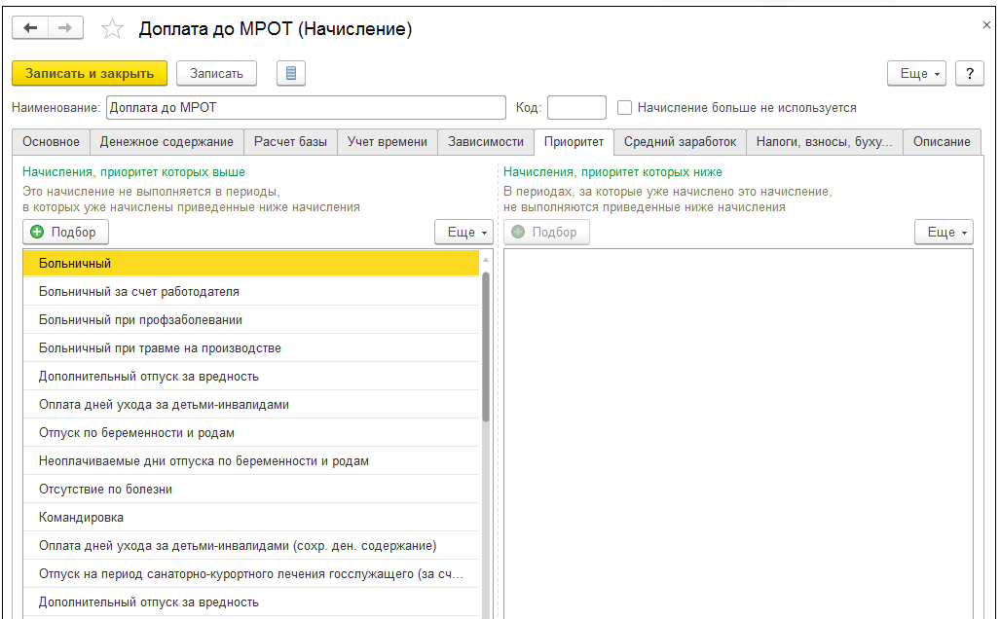 Доплата до МРОТ (Начисление)
Записать и закрыть Записать Еще ?
Наименование: Доплата до МРОТ Код: Начисление больше не используется
Основное Денежное содержание Расчет базы Учет времени Зависимости Приоритет Средний заработок Налоги, взносы, буху... Описание
Начисления, приоритет которых выше
Это начисление не выполняется в периоды,
в которых уже начислены приведенные ниже начисления
Подбор Еще
Больничный
Больничный за счет работодателя
Больничный при профзаболевании
Больничный при травме на производстве
Дополнительный отпуск за вредность
Оплата дней ухода за детьми-инвалидами
Отпуск по беременности и родам
Неоплачиваемые дни отпуска по беременности и родам
Отсутствие по болезни
Командировка
Оплата дней ухода за детьми-инвалидами (сохр. ден. содержание)
Отпуск на период санаторно-курортного лечения госслужащего (за сч...
Дополнительный отпуск за вредность
Начисления, приоритет которых ниже
В периодах, за которые уже начислено это начисление,
не выполняются приведенные ниже начисления
Подбор Еще